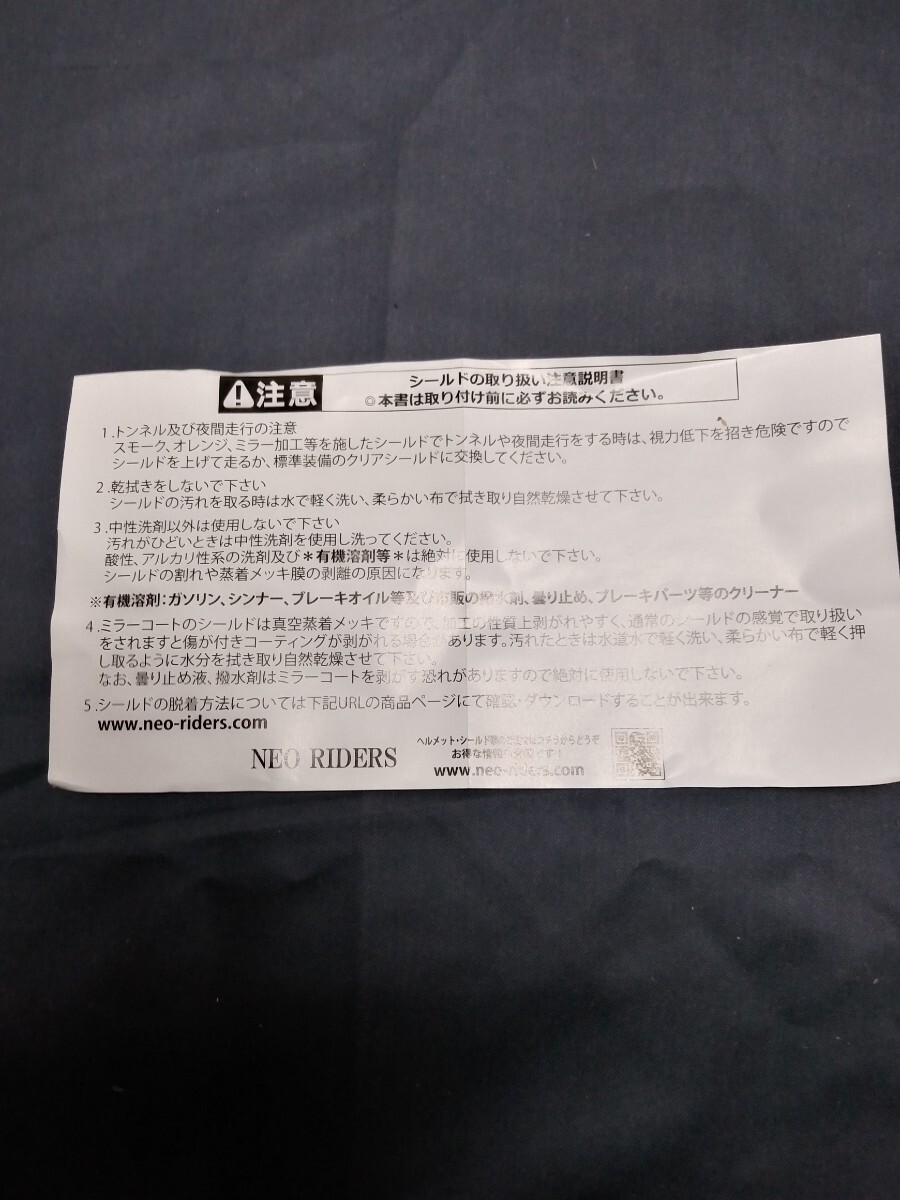 注意
シールドの取り扱い注意説明書
◎本書は取り付け前に必ずお読みください。
1.トンネル及び夜間走行の注意
スモーク、オレンジ、ミラー加工等を施したシールドでトンネルや夜間走行をする時は、視力低下を招き危険ですので
シールドを上げて走るか、標準装備のクリアシールドに交換してください。
2.乾拭きをしないで下さい
シールドの汚れを取る時は水で軽く洗い、柔らかい布で拭き取り自然乾燥させて下さい。
3.中性洗剤以外は使用しないで下さい
汚れがひどいときは中性洗剤を使用し洗ってください。
酸性、アルカリ性系の洗剤及び*有機溶剤等*は絶対に使用しないで下さい。
シールドの割れや蒸着メッキ膜の剥離の原因になります。
※有機溶剤：ガソリン、シンナー、ブレーキオイル等及び市販の撥水剤、曇り止め、ブレーキパーツ等のクリーナー
4.ミラーコートのシールドは真空蒸着メッキですので、加工の性質上剥がれやすく、通常のシールドの感覚で取り扱い
をされますと傷が付きコーティングが剥がれる場合があります。汚れたときは水道水で軽く洗い、柔らかい布で軽く押
し取るように水分を拭き取り自然乾燥させて下さい。
なお、曇り止め液、撥水剤はミラーコートを剥がす恐れがありますので絶対に使用しないで下さい。
5.シールドの脱着方法については下記URLの商品ページにて確認・ダウンロードすることが出来ます。
www.neo-riders.com
NEO RIDERS
ヘルメット・シールド等のご注文はコチラからどうぞ
お得な情報
www.neo-riders.com